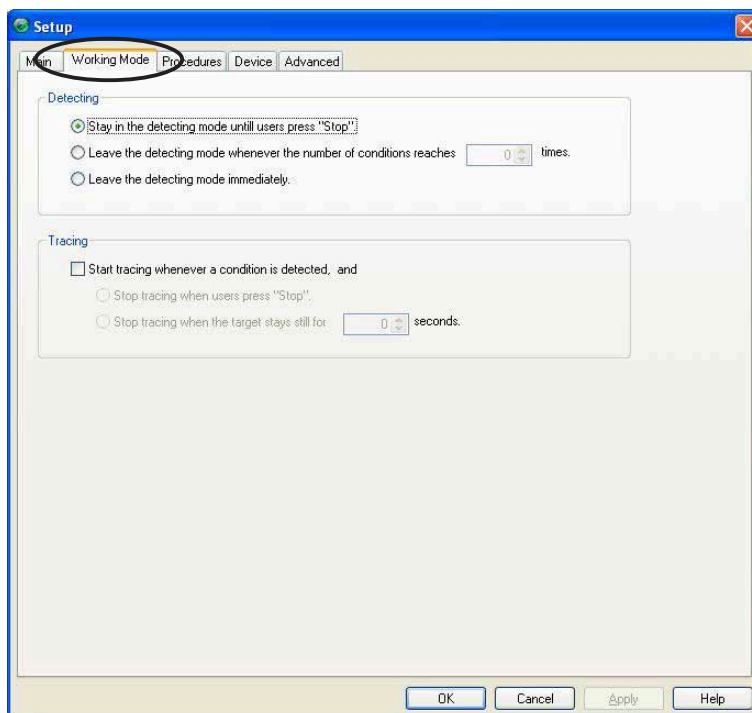 Setup
Main Working Mode Procedures Device Advanced
Detecting
Stay in the detecting mode untill users press "Stop".
Leave the detecting mode whenever the number of conditions reaches 0 times.
Leave the detecting mode immediately.
Tracing
Start tracing whenever a condition is detected, and
Stop tracing when users press "Stop".
Stop tracing when the target stays still for 0 seconds.
OK Cancel Apply Help